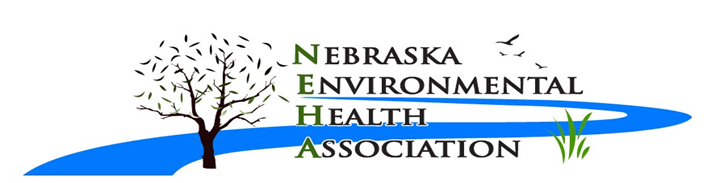 NEBRASKA
ENVIRONMENTAL
HEALTH
ASSOCIATION